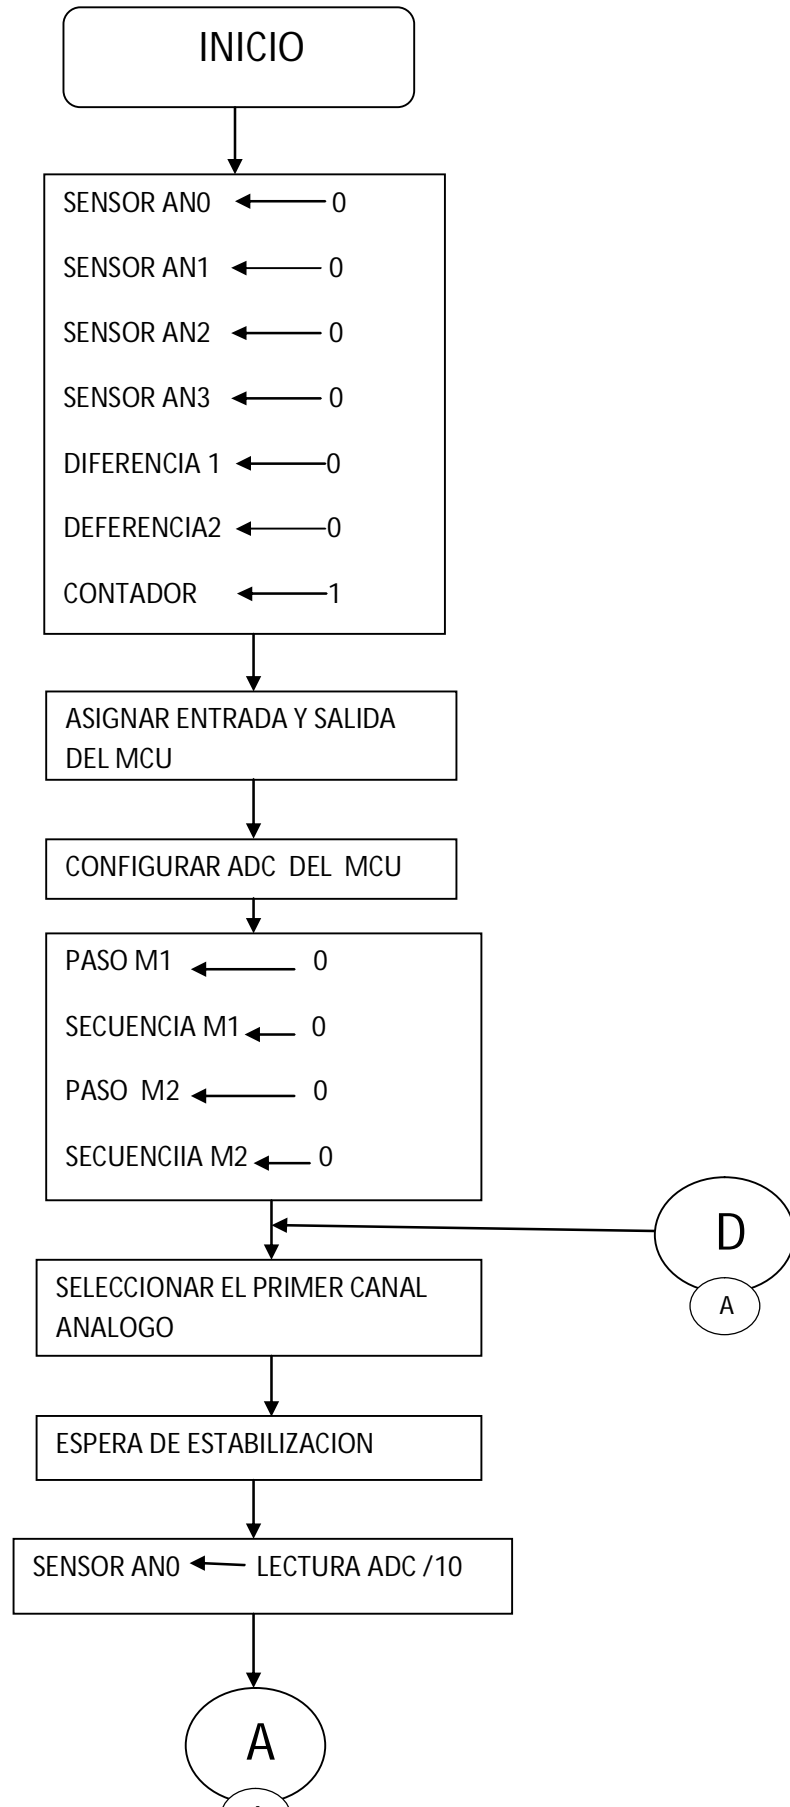 INICIO
SENSOR AN0 0
SENSOR AN1 0
SENSOR AN2 0
SENSOR AN3 0
DIFERENCIA 1 0
DEFERENCIA2 0
CONTADOR 1
ASIGNAR ENTRADA Y SALIDA
DEL MCU
CONFIGURAR ADC DEL MCU
PASO M1 0
SECUENCIA M1 0
PASO M2 0
SECUENCIIA M2 0
D
A
SELECCIONAR EL PRIMER CANAL
ANALOGO
ESPERA DE ESTABILIZACION
SENSOR AN0 LECTURA ADC /10
A